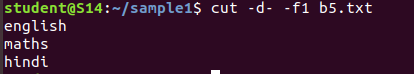 student@S14:~/sample1$ cut -d- -f1 b5.txt
english
maths
hindi